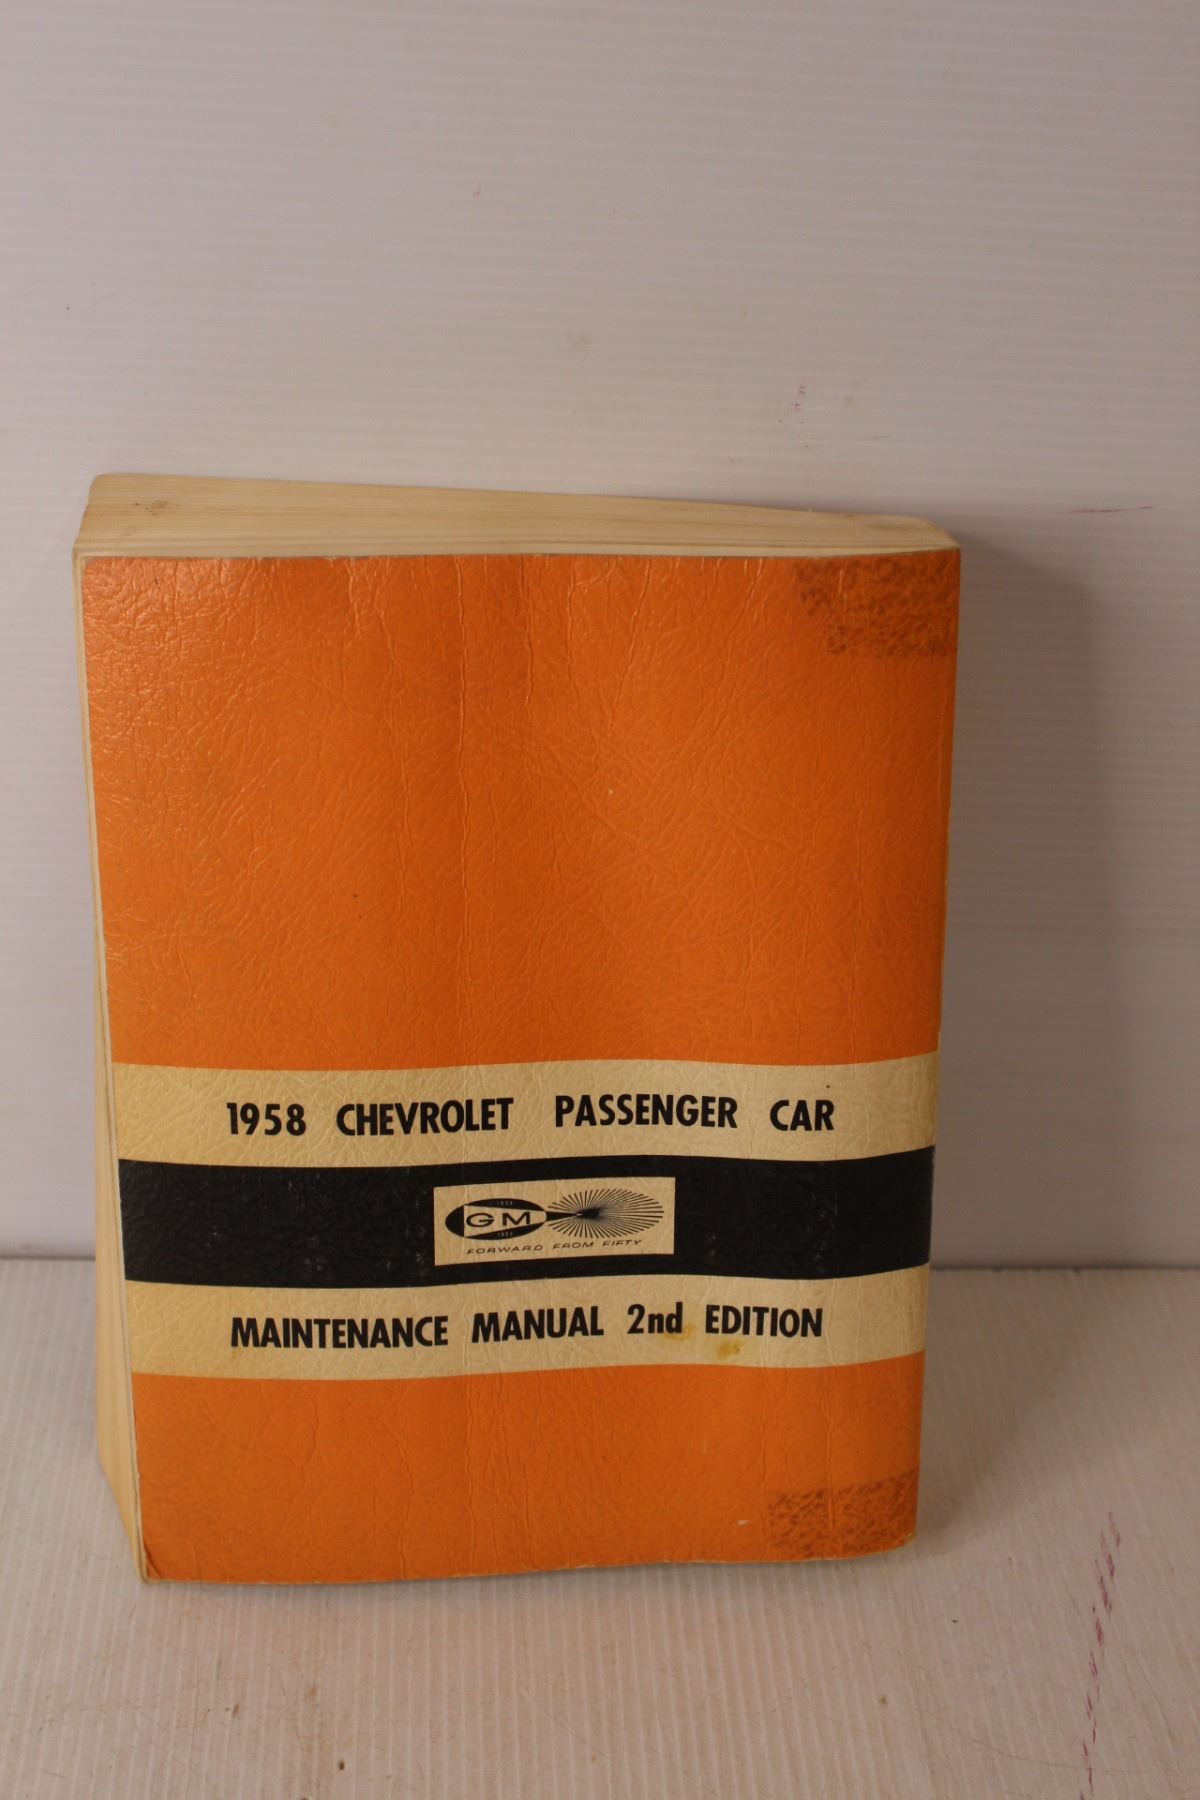 1958 CHEVROLET PASSENGER CAR
GM
FORWARD FROM FIFTY
MAINTENANCE MANUAL 2nd EDITION